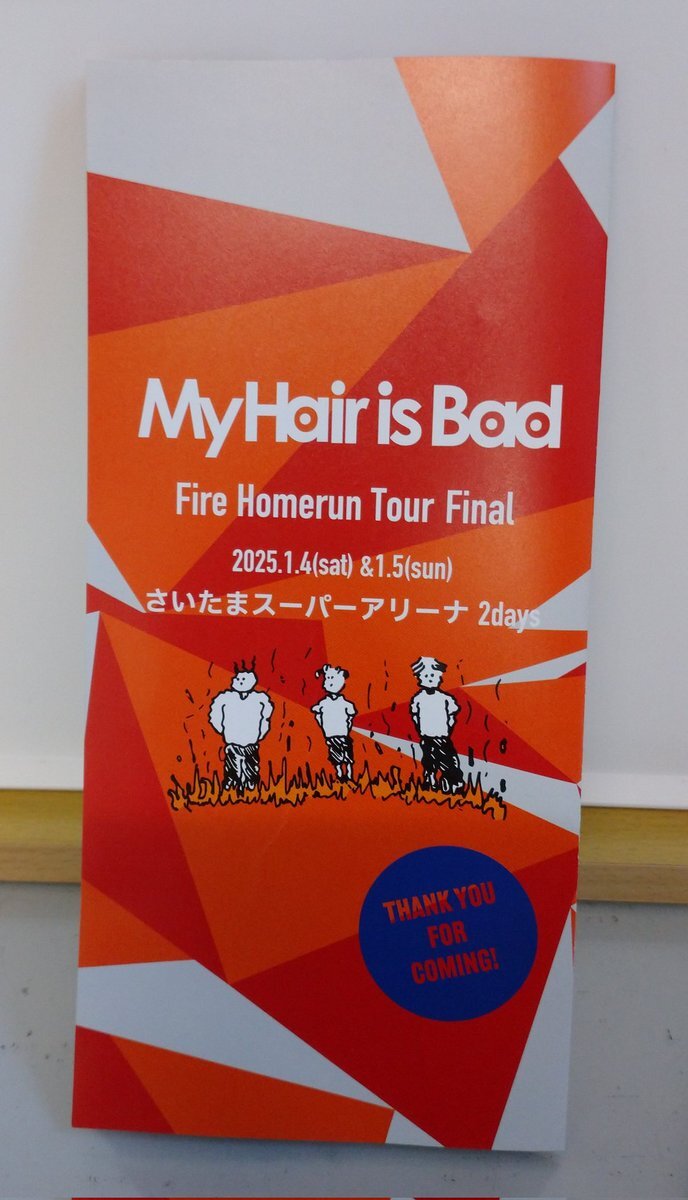 My Hair is Bad
Fire Homerun Tour Final
2025.1.4(sat) &1.5(sun)
さいたまスーパーアリーナ 2days
THANK YOU
FOR
COMING!